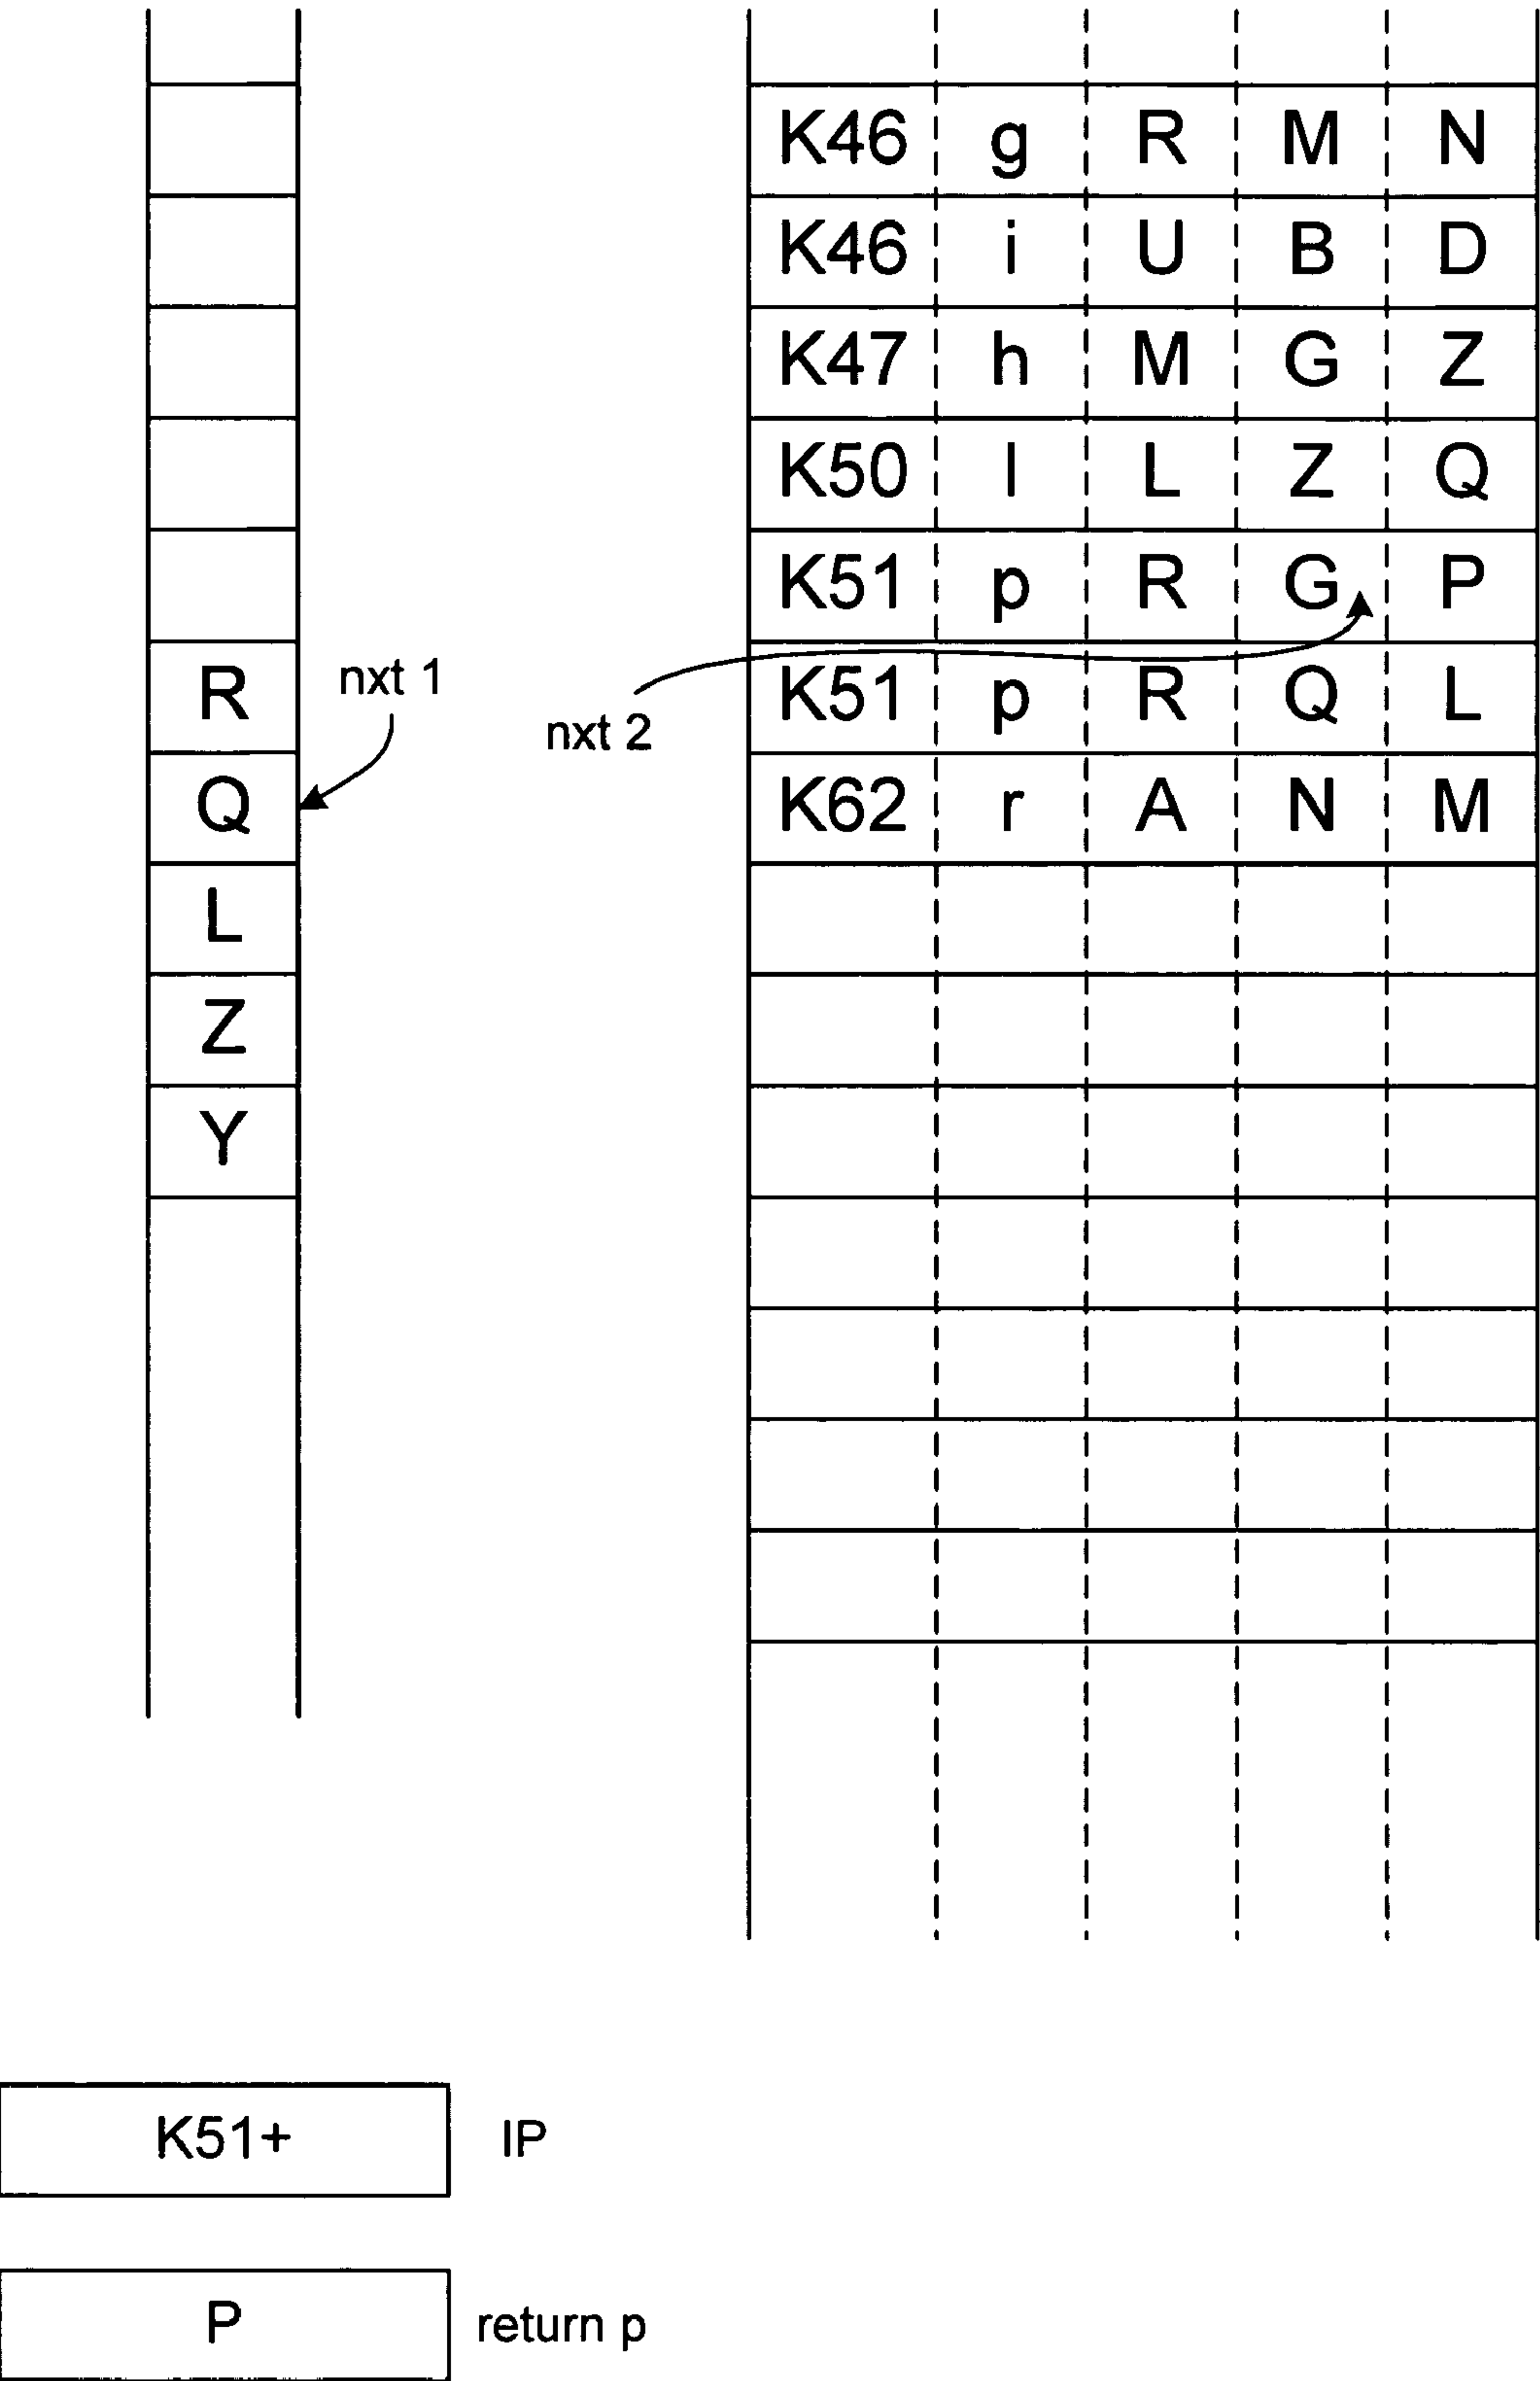 K46 g R M N
K46 i U B D
K47 h M G Z
K50 l L Z Q
K51 p R G P
R nxt 1 K51 p R Q L
nxt 2
Q K62 r A N M
L
Z
Y
K51+ IP
P return p